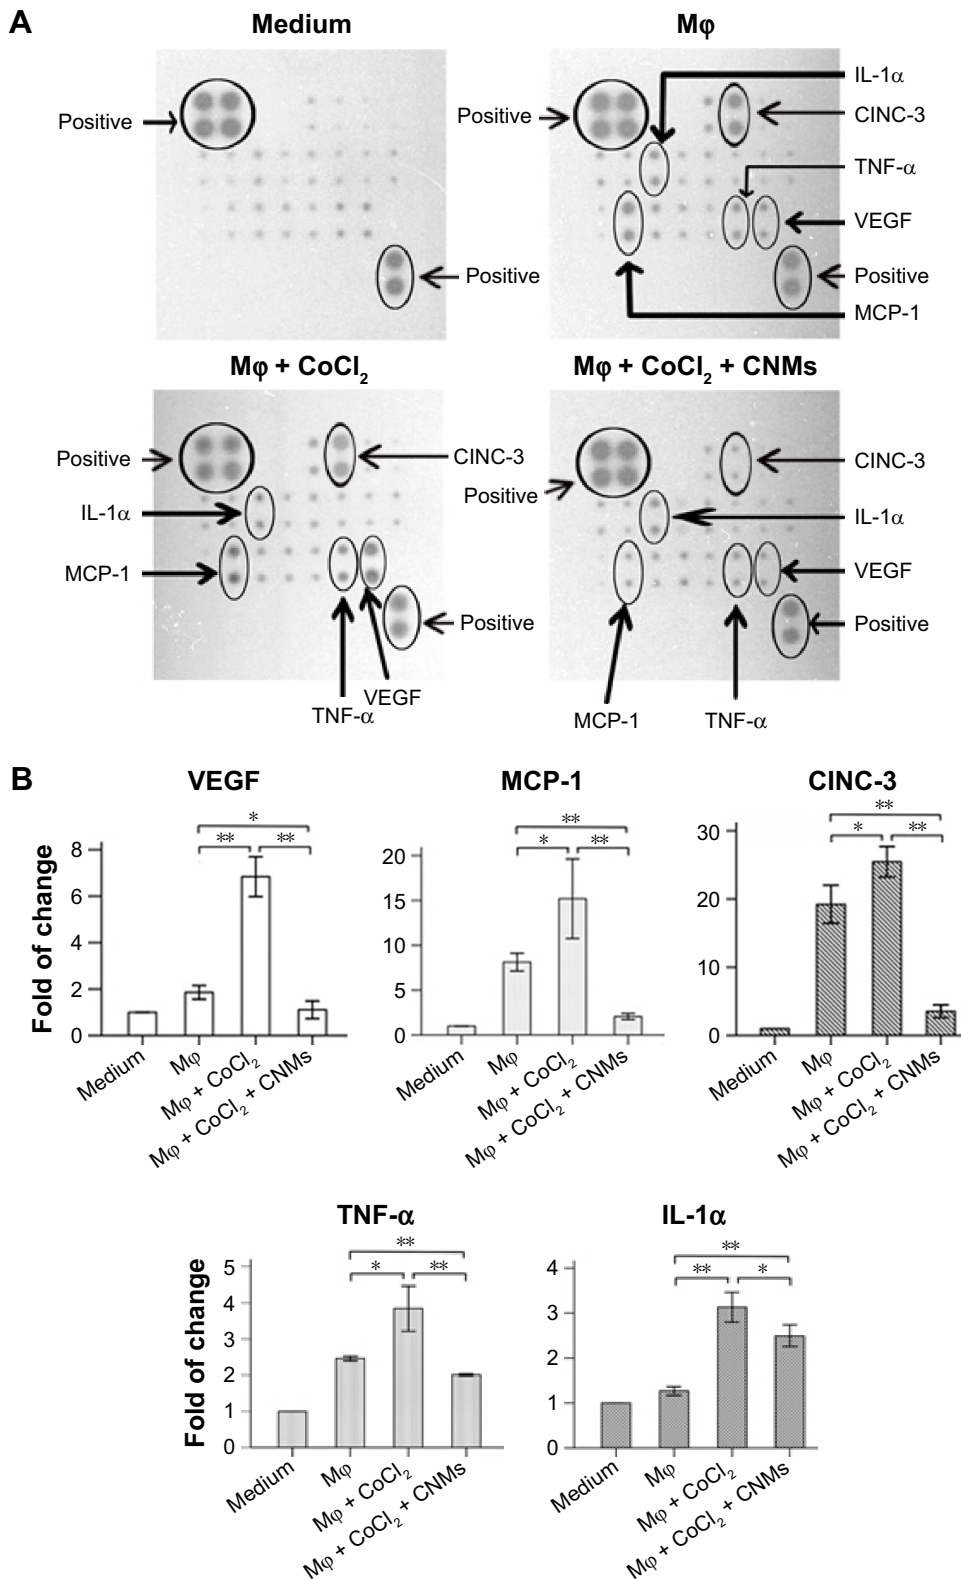 A
Medium
Mφ
Positive
Positive
Positive
IL-1α
CINC-3
TNF-α
VEGF
Positive
MCP-1
Mφ + CoCl₂
Mφ + CoCl₂ + CNMs
Positive
IL-1α
MCP-1
CINC-3
Positive
TNF-α
VEGF
Positive
CINC-3
IL-1α
VEGF
Positive
MCP-1
TNF-α
B
VEGF
MCP-1
CINC-3
Fold of change
8
6
4
2
0
*
**
**
Medium
Mφ
Mφ + CoCl₂
Mφ + CoCl₂ + CNMs
20
15
10
5
0
**
*
**
Medium
Mφ
Mφ + CoCl₂
Mφ + CoCl₂ + CNMs
30
20
10
0
**
*
**
Medium
Mφ
Mφ + CoCl₂
Mφ + CoCl₂ + CNMs
TNF-α
IL-1α
Fold of change
5
4
3
2
1
0
**
*
**
Medium
Mφ
Mφ + CoCl₂
Mφ + CoCl₂ + CNMs
4
3
2
1
0
**
**
*
Medium
Mφ
Mφ + CoCl₂
Mφ + CoCl₂ + CNMs